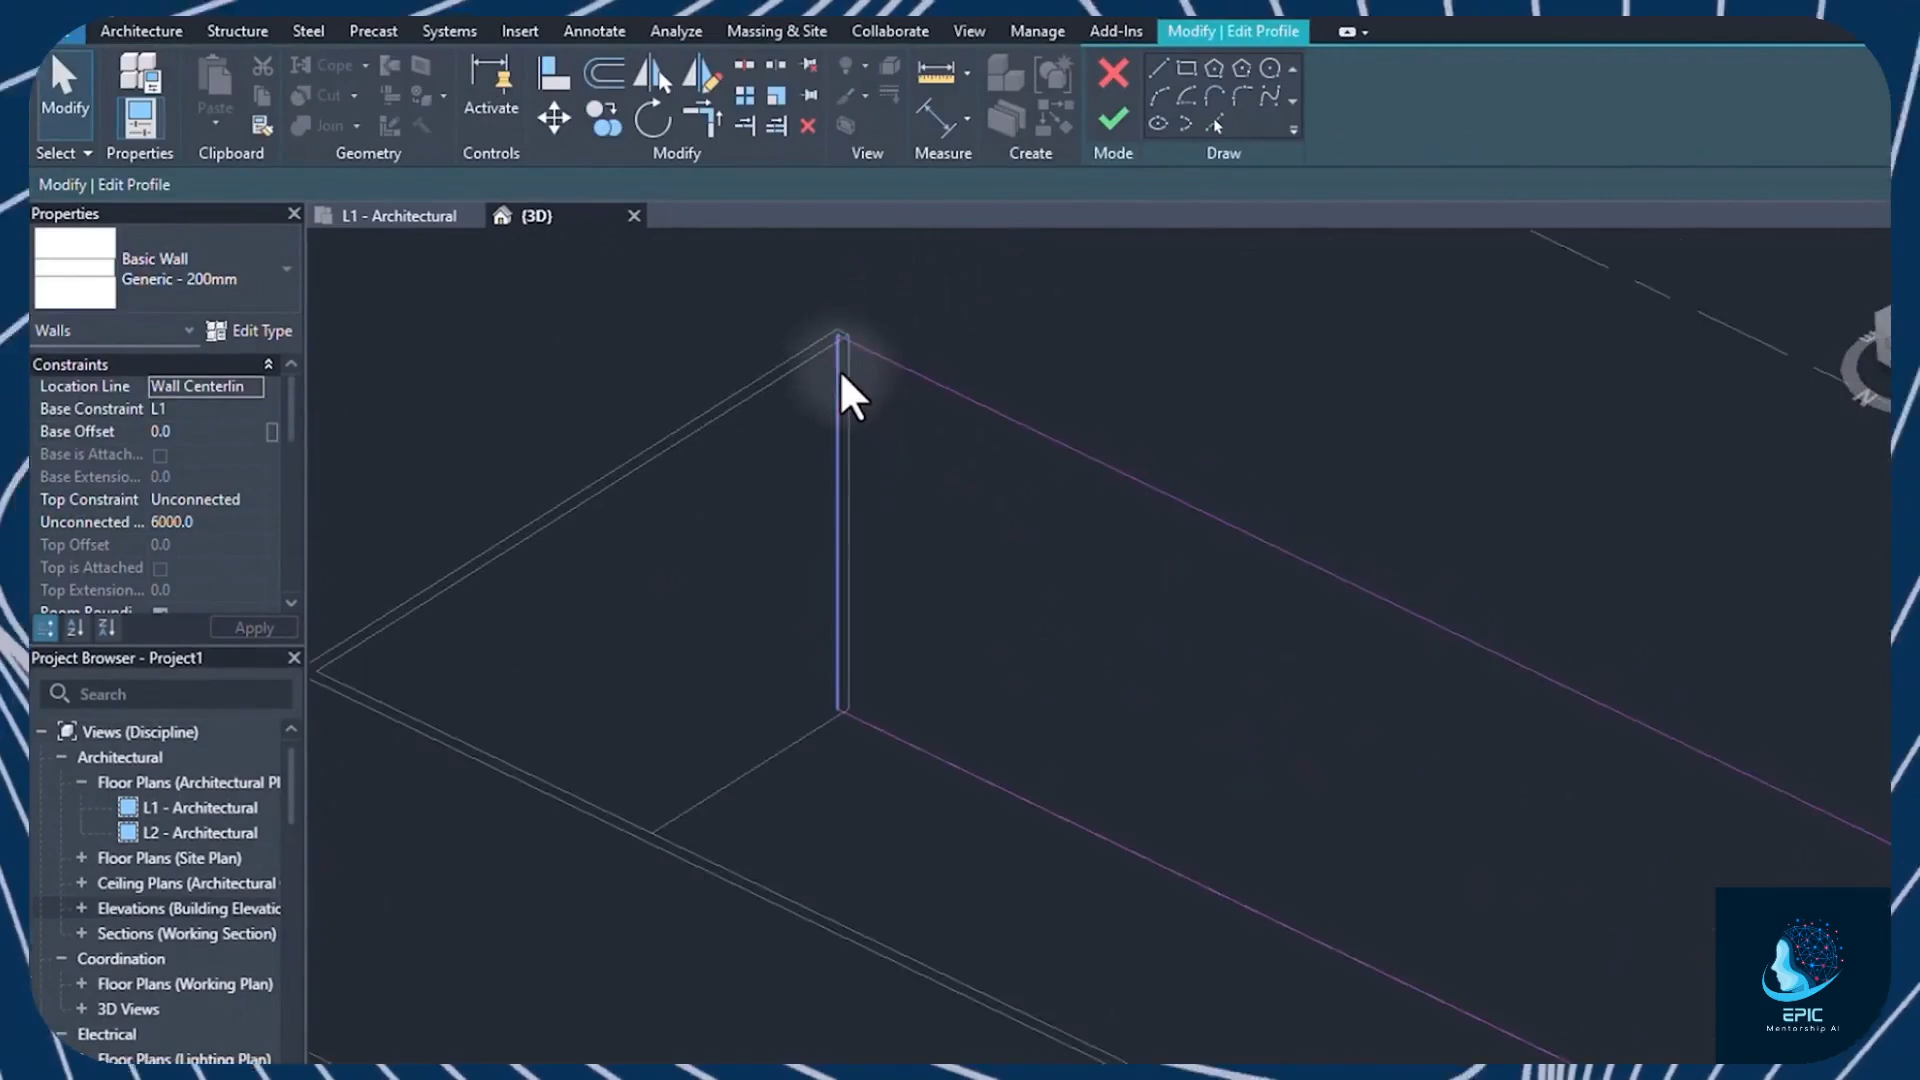 Architecture Structure Steel Precast Systems Insert Annotate Analyze Massing & Site Collaborate View Manage Add-Ins Modify | Edit Profile
Modify
Paste
Cope
Cut
Join
Activate
Select Properties Clipboard Geometry Controls Modify View Measure Create Mode Draw
Modify | Edit Profile
Properties
L1 - Architectural
{3D}
Basic Wall
Generic - 200mm
Walls
Edit Type
Constraints
Location Line Wall Centerlin
Base Constraint L1
Base Offset 0.0
Base is Attach...
Base Extensio... 0.0
Top Constraint Unconnected
Unconnected ... 6000.0
Top Offset 0.0
Top is Attached
Top Extension... 0.0
Room Boundi...
Apply
Project Browser - Project1
Search
Views (Discipline)
Architectural
Floor Plans (Architectural Pl
L1 - Architectural
L2 - Architectural
Floor Plans (Site Plan)
Ceiling Plans (Architectural
Elevations (Building Elevatio
Sections (Working Section)
Coordination
Floor Plans (Working Plan)
3D Views
Electrical
Floor Plans (Lighting Plan)
N
EPIC
Mentorship AI